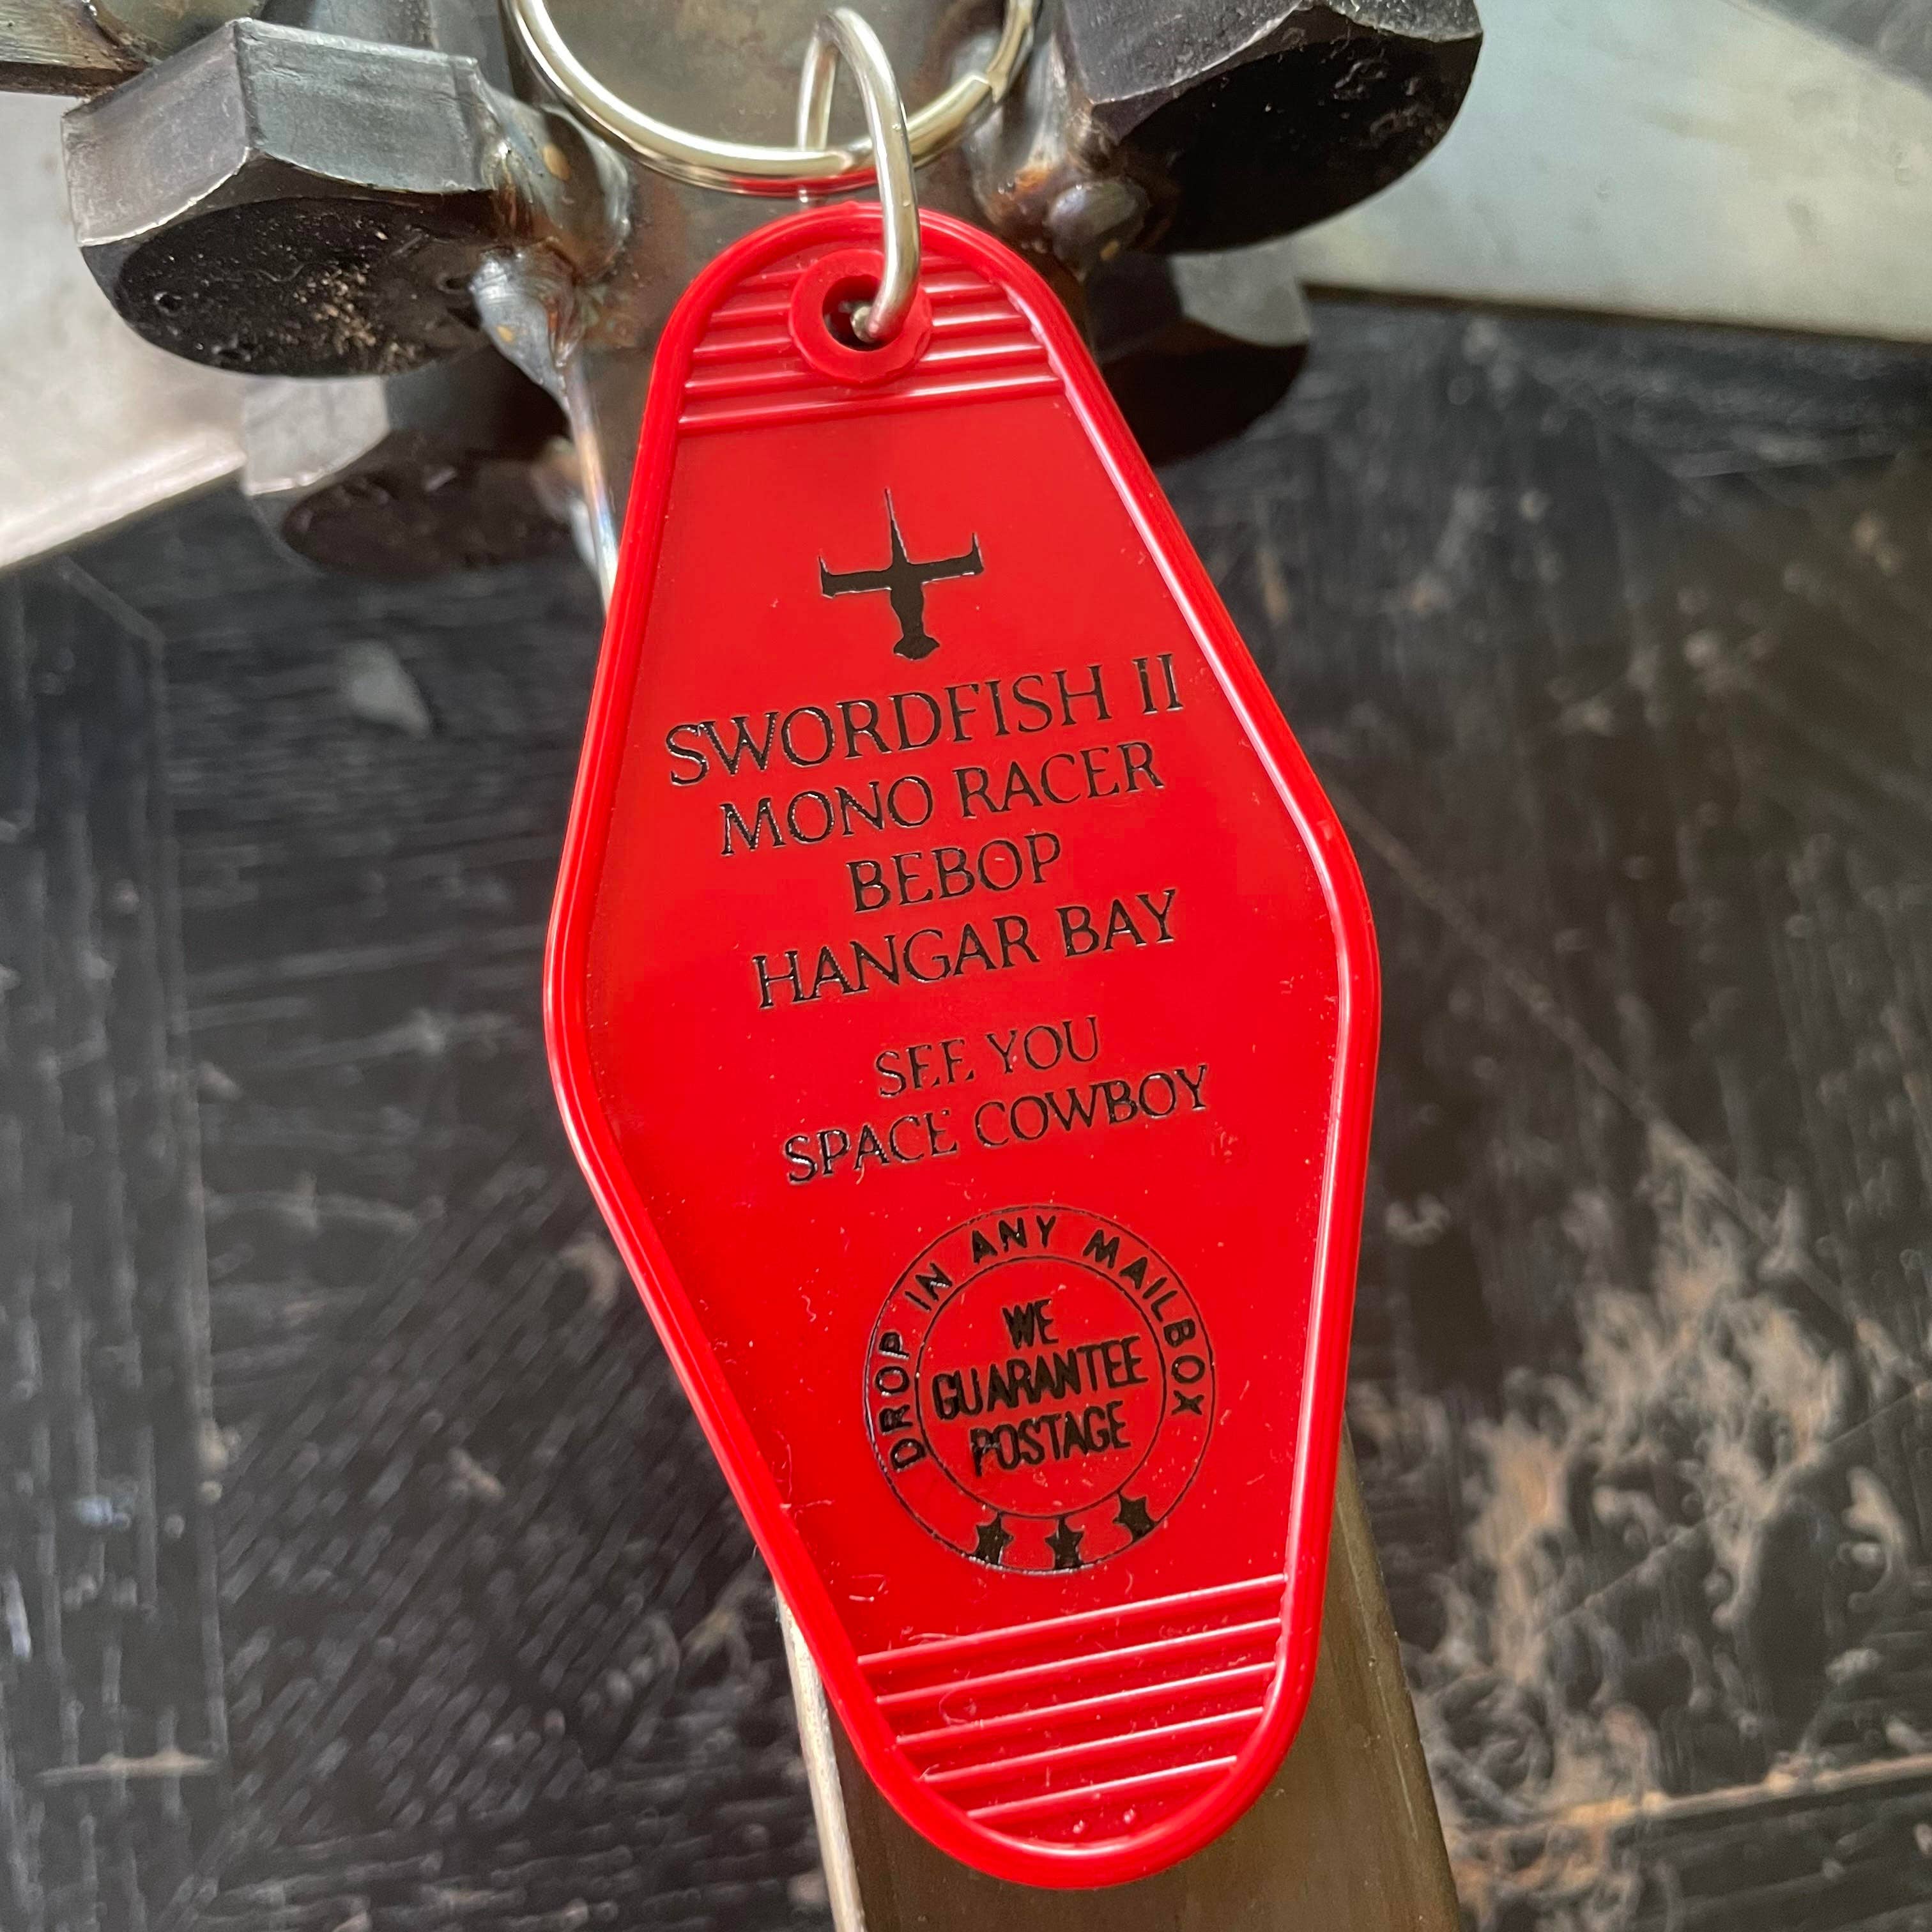 SWORDFISH II
MONO RACER
BEBOP
HANGAR BAY
SEE YOU
SPACE COWBOY
DROP IN ANY MAILBOX
WE
GUARANTEE
POSTAGE